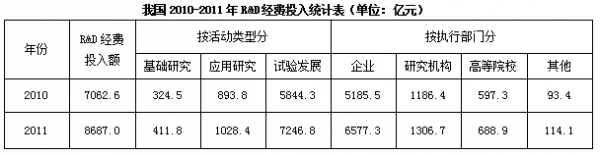 我国 2010-2011 年 R&D 经费投入统计表（单位：亿元）
年份 R&D 经费投入额 按活动类型分 按执行部门分
基础研究 应用研究 试验发展 企业 研究机构 高等院校 其他
2010 7062.6 324.5 893.8 5844.3 5185.5 1186.4 597.3 93.4
2011 8687.0 411.8 1028.4 7246.8 6577.3 1306.7 688.9 114.1